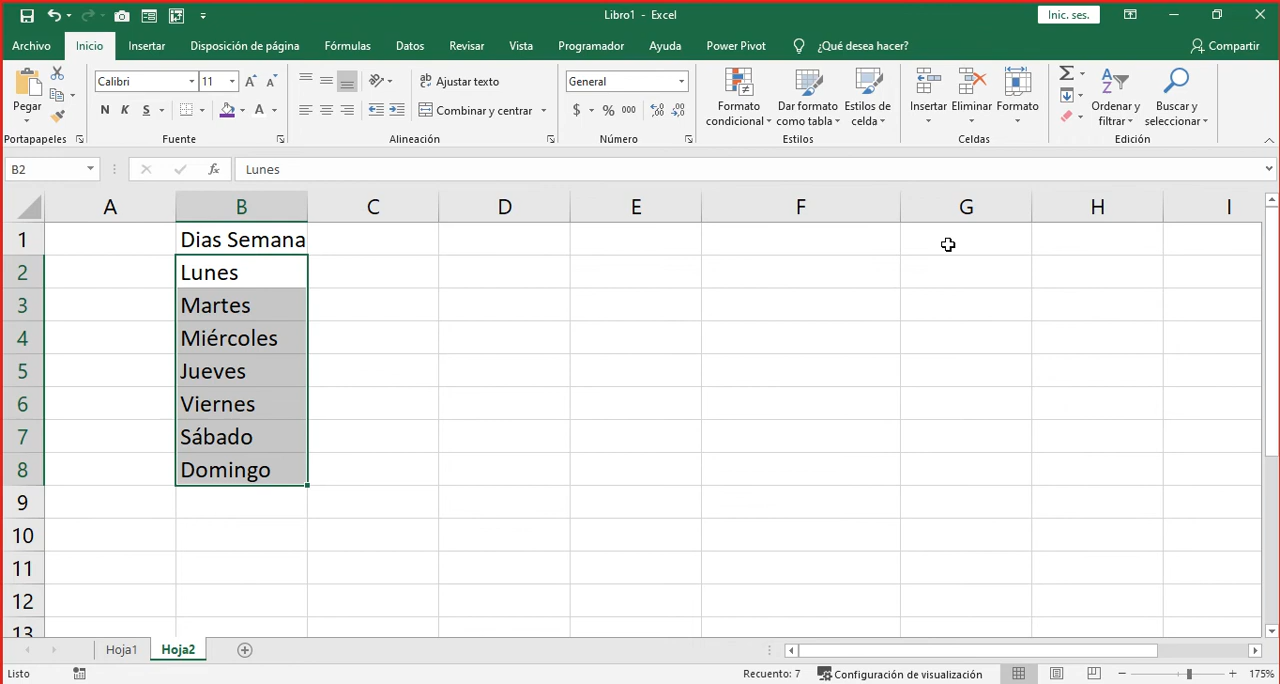 Libro1 - Excel
Inic. ses.
Archivo Inicio Insertar Disposición de página Fórmulas Datos Revisar Vista Programador Ayuda Power Pivot ¿Qué desea hacer? Compartir
Pegar
Portapapeles
Calibri 11
N K S
Fuente
Ajustar texto
Combinar y centrar
Alineación
General
$ % 000
Número
Formato condicional
Dar formato como tabla
Estilos de celda
Estilos
Insertar Eliminar Formato
Celdas
Ordenar y filtrar
Buscar y seleccionar
Edición
B2 fx Lunes
A B C D E F G H I
1 Dias Semana
2 Lunes
3 Martes
4 Miércoles
5 Jueves
6 Viernes
7 Sábado
8 Domingo
9
10
11
12
13
Hoja1 Hoja2
Listo Recuento: 7 Configuración de visualización 175%